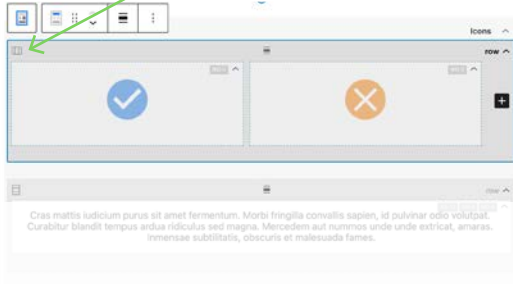 Icons
row
row
Cras mattis iudicium purus sit amet fermentum. Morbi fringilla convallis sapien, id pulvinar odio volutpat.
Curabitur blandit tempus ardua ridiculus sed magna. Mercedem aut nummos unde unde extricat, amaras.
Inmensae subtilitatis, obscuris et malesuada fames.